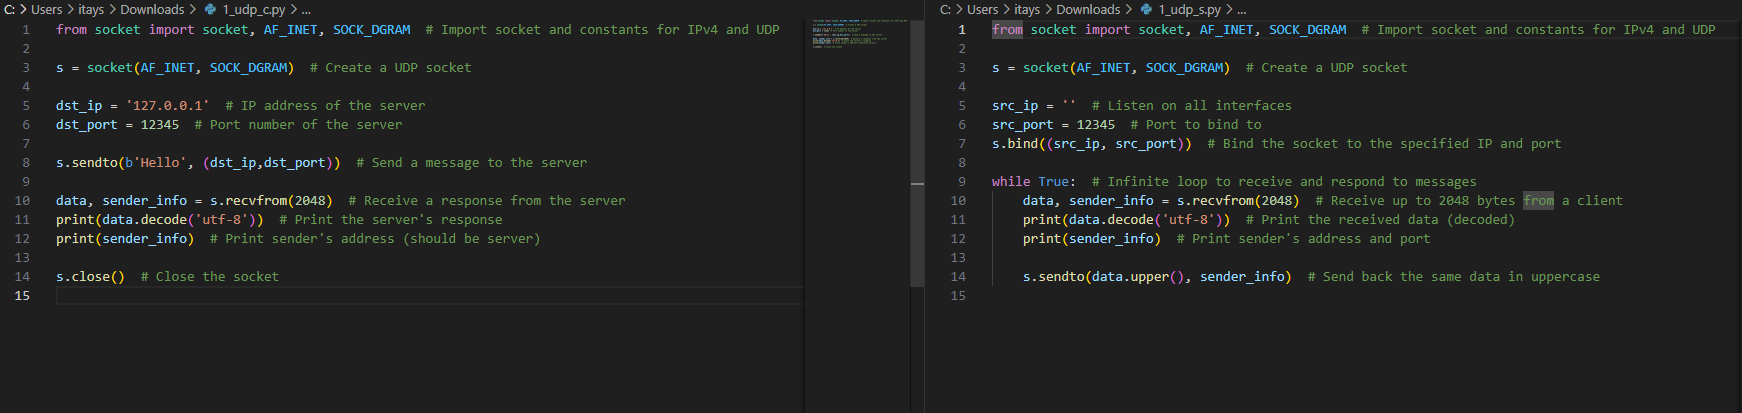 C: > Users > itays > Downloads > 1_udp_c.py > ...
1 from socket import socket, AF_INET, SOCK_DGRAM  # Import socket and constants for IPv4 and UDP
2
3 s = socket(AF_INET, SOCK_DGRAM)  # Create a UDP socket
4
5 dst_ip = '127.0.0.1'  # IP address of the server
6 dst_port = 12345  # Port number of the server
7
8 s.sendto(b'Hello', (dst_ip,dst_port))  # Send a message to the server
9
10 data, sender_info = s.recvfrom(2048)  # Receive a response from the server
11 print(data.decode('utf-8'))  # Print the server's response
12 print(sender_info)  # Print sender's address (should be server)
13
14 s.close()  # Close the socket
15
C: > Users > itays > Downloads > 1_udp_s.py > ...
1 from socket import socket, AF_INET, SOCK_DGRAM  # Import socket and constants for IPv4 and UDP
2
3 s = socket(AF_INET, SOCK_DGRAM)  # Create a UDP socket
4
5 src_ip = ''  # Listen on all interfaces
6 src_port = 12345  # Port to bind to
7 s.bind((src_ip, src_port))  # Bind the socket to the specified IP and port
8
9 while True:  # Infinite loop to receive and respond to messages
10     data, sender_info = s.recvfrom(2048)  # Receive up to 2048 bytes from a client
11     print(data.decode('utf-8'))  # Print the received data (decoded)
12     print(sender_info)  # Print sender's address and port
13
14     s.sendto(data.upper(), sender_info)  # Send back the same data in uppercase
15